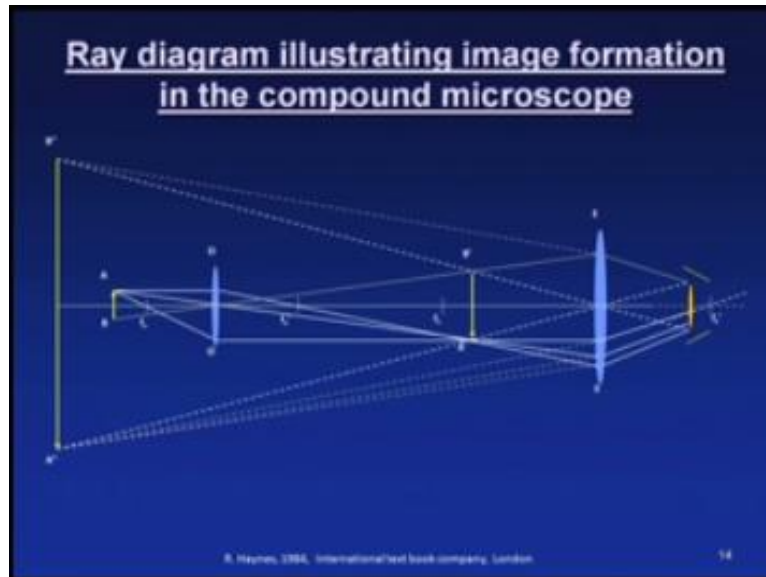 Ray diagram illustrating image formation
in the compound microscope
B"
A
B
O
O'
B'
E
E'
A"
R. Haynes, 1984, International text book company, London
14